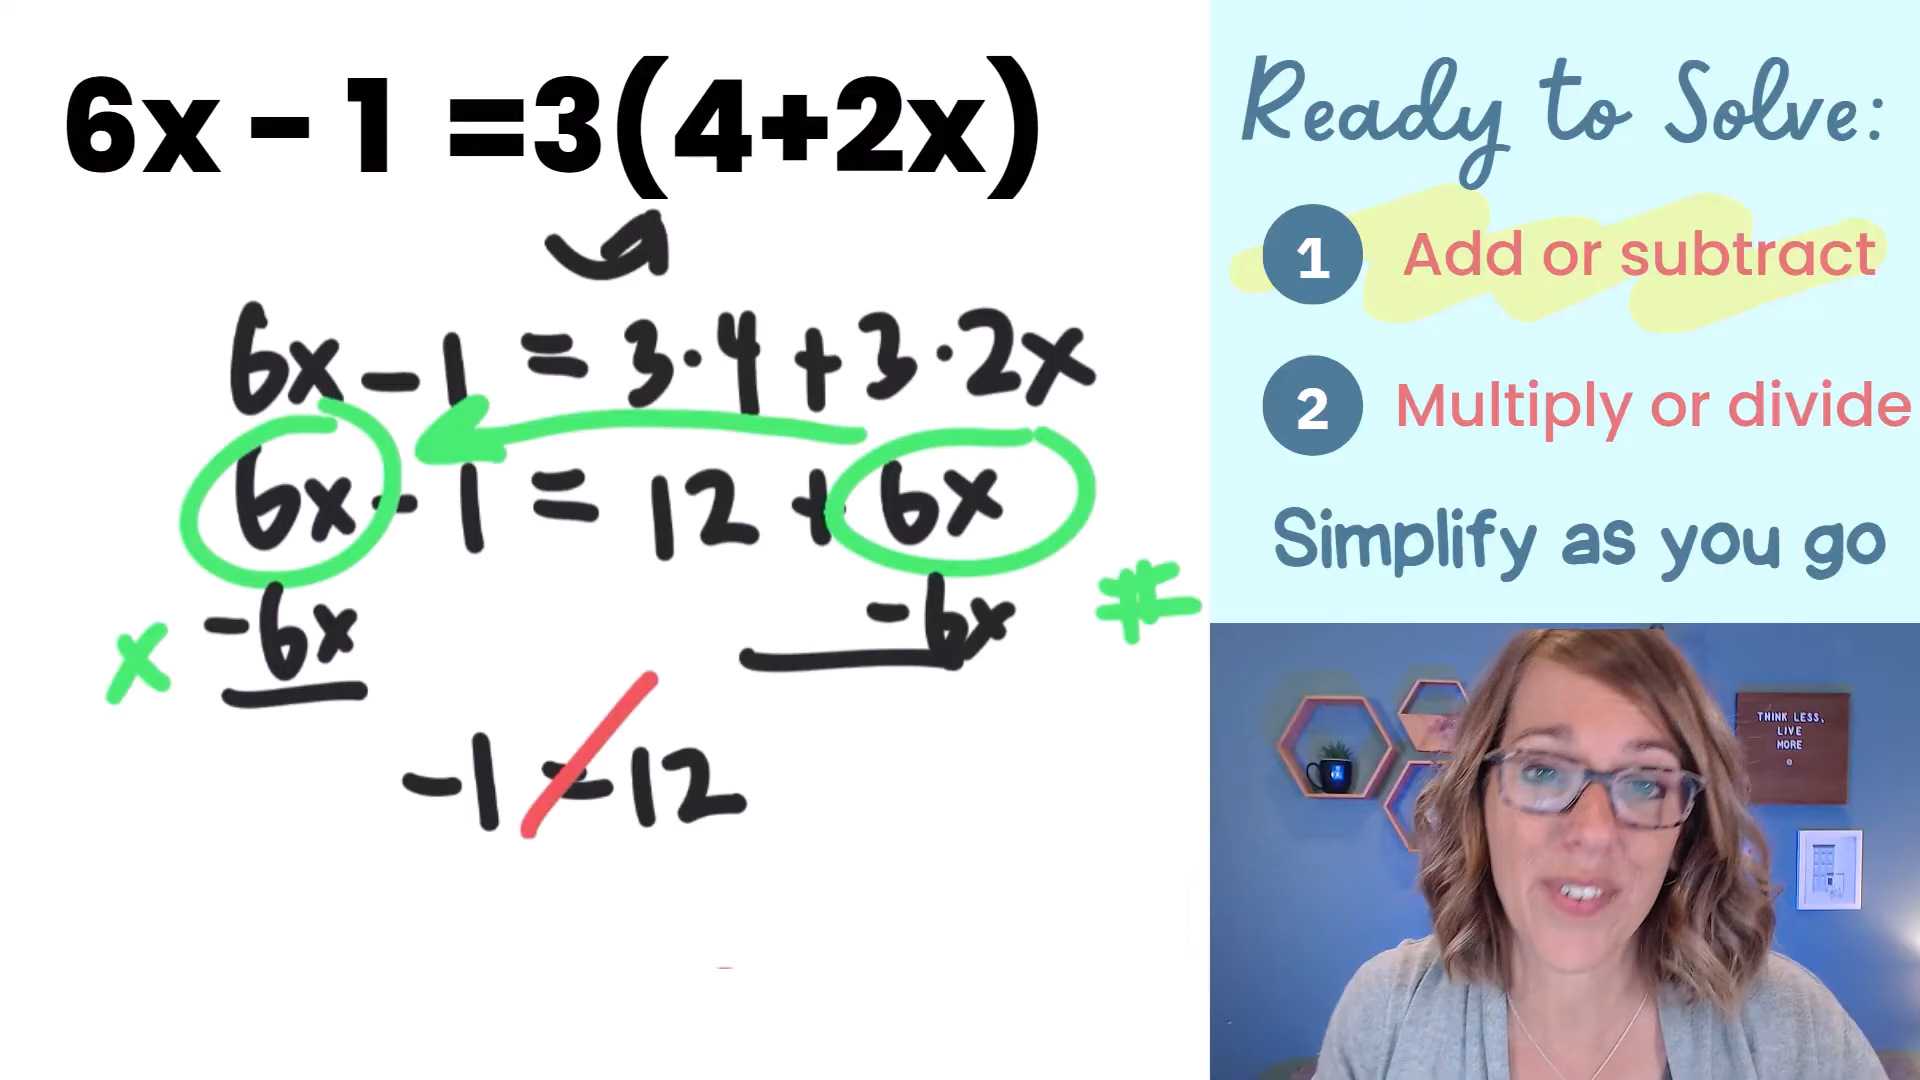 6x - 1 =3(4+2x)
6x - 1 = 3·4 + 3·2x
6x - 1 = 12 + 6x
-6x -6x
x #
-1 = 12
Ready to Solve:
1 Add or subtract
2 Multiply or divide
Simplify as you go
THINK LESS,
LIVE
MORE